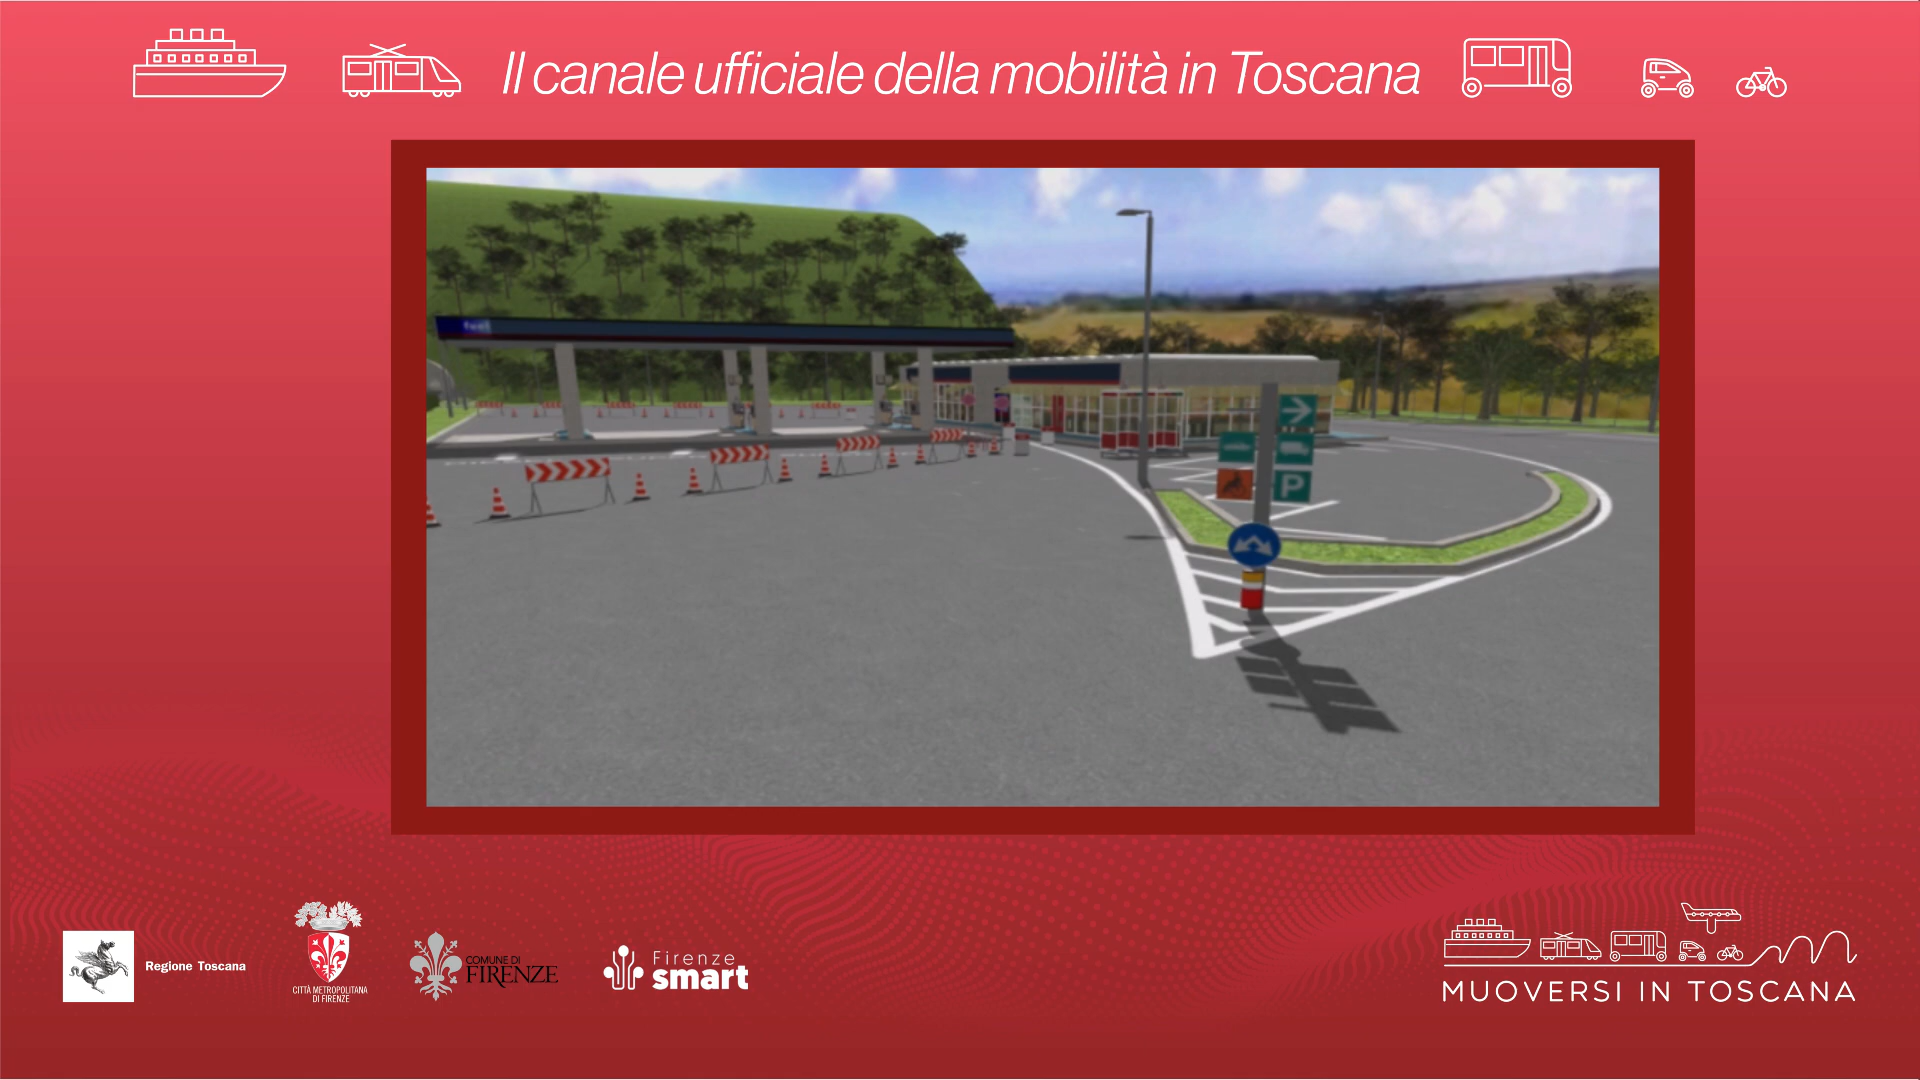 Il canale ufficiale della mobilità in Toscana
fuel
P
Regione Toscana
CITTÀ METROPOLITANA
DI FIRENZE
COMUNE DI
FIRENZE
Firenze
smart
MUOVERSI IN TOSCANA